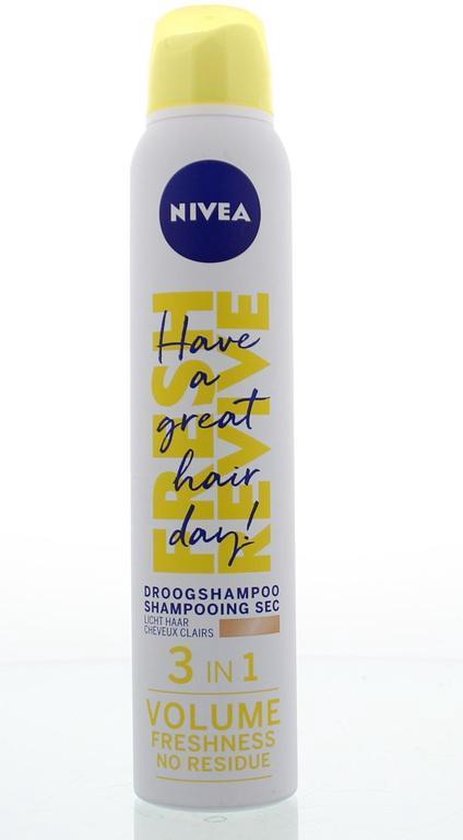 NIVEA
FRESH
REVIVE
Have
a
great
hair
day!
DROOGSHAMPOO
SHAMPOOING SEC
LICHT HAAR
CHEVEUX CLAIRS
3 IN 1
VOLUME
FRESHNESS
NO RESIDUE